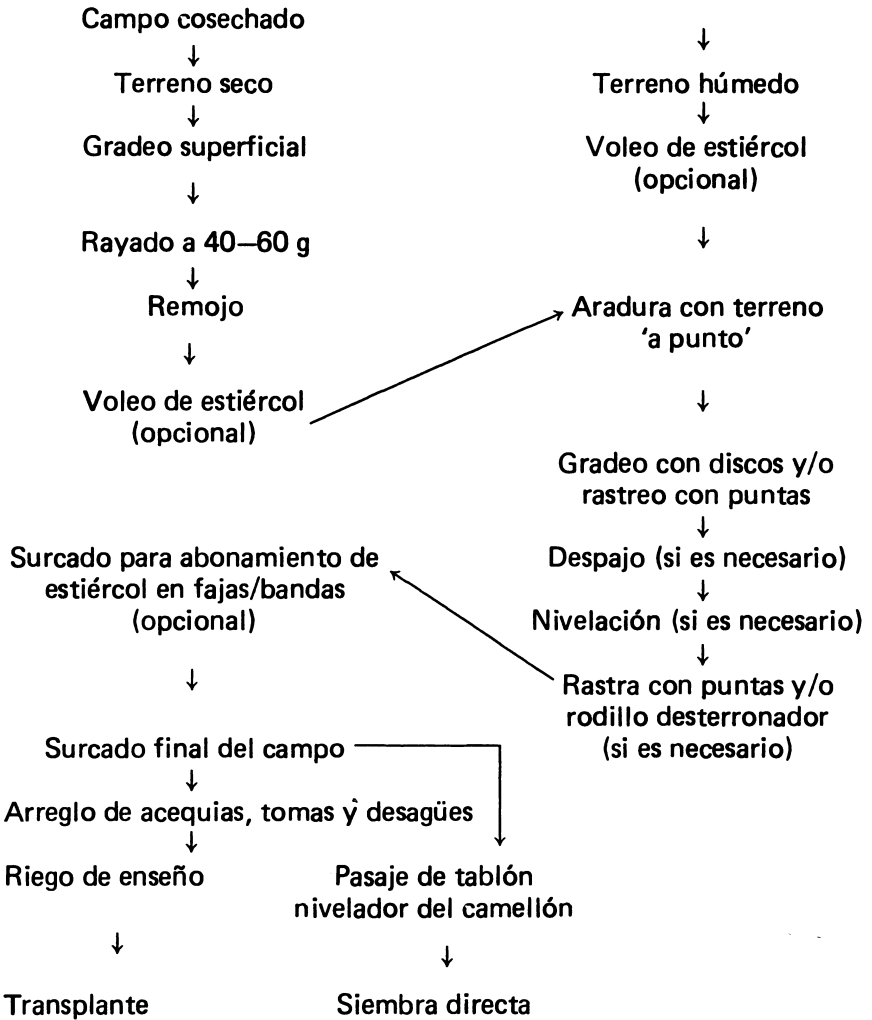 Campo cosechado
↓
Terreno seco
↓
Gradeo superficial
↓
Rayado a 40–60 g
↓
Remojo
↓
Voleo de estiércol
(opcional)
↓
Terreno húmedo
↓
Voleo de estiércol
(opcional)
↓
Aradura con terreno
'a punto'
↓
Gradeo con discos y/o
rastreo con puntas
↓
Despajo (si es necesario)
↓
Nivelación (si es necesario)
↓
Rastra con puntas y/o
rodillo desterronador
(si es necesario)
Surcado para abonamiento de
estiércol en fajas/bandas
(opcional)
↓
Surcado final del campo
↓
Arreglo de acequias, tomas y desagües
↓
Riego de enseño
↓
Transplante
Pasaje de tablón
nivelador del camellón
↓
Siembra directa